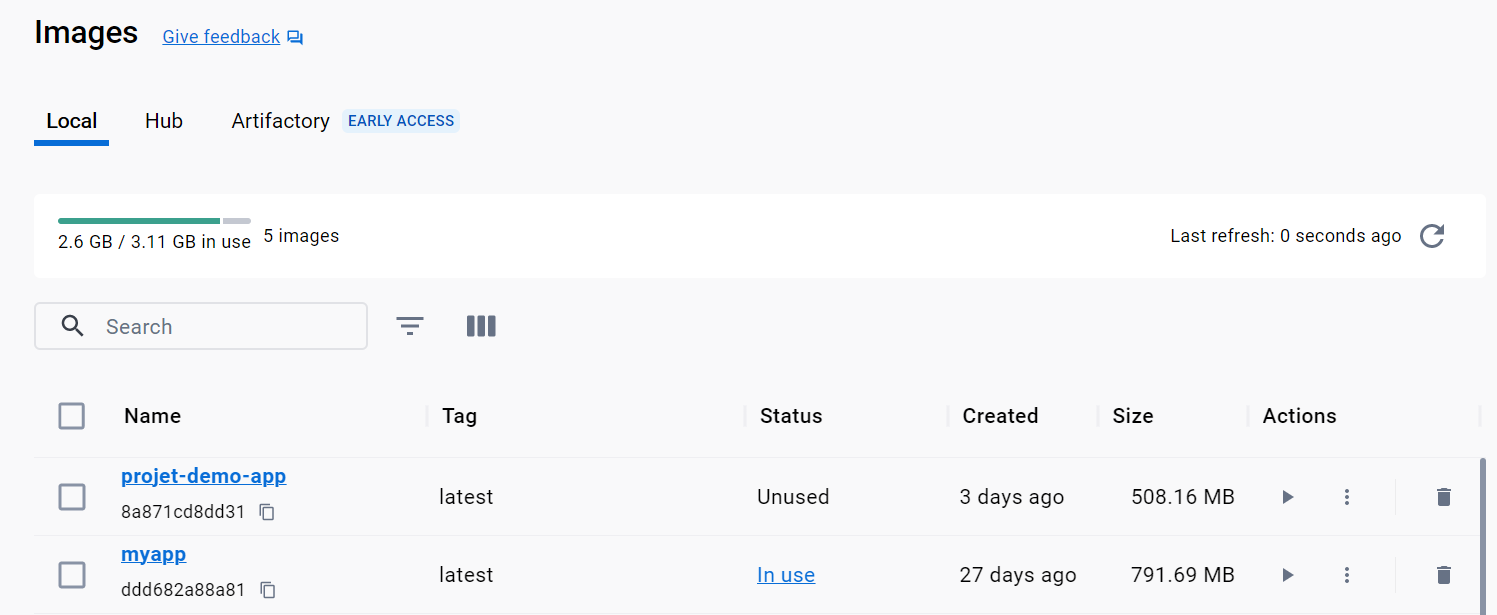 Images Give feedback
Local Hub Artifactory EARLY ACCESS
2.6 GB / 3.11 GB in use 5 images Last refresh: 0 seconds ago
Search
Name Tag Status Created Size Actions
projet-demo-app
8a871cd8dd31 latest Unused 3 days ago 508.16 MB
myapp
ddd682a88a81 latest In use 27 days ago 791.69 MB